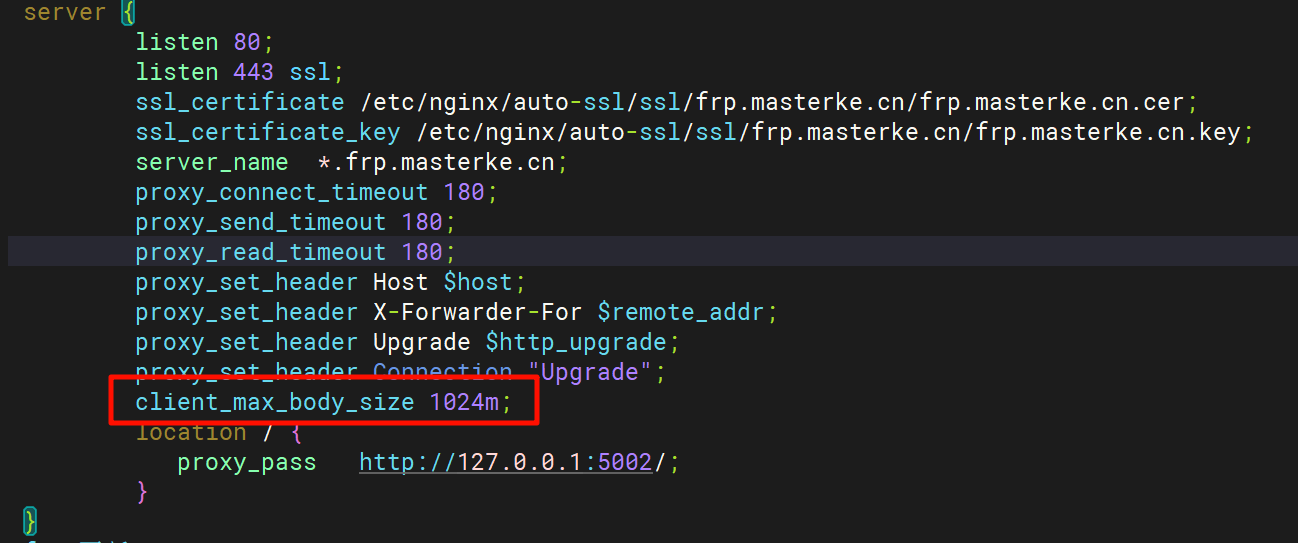 server {
listen 80;
listen 443 ssl;
ssl_certificate /etc/nginx/auto-ssl/ssl/frp.masterke.cn/frp.masterke.cn.cer;
ssl_certificate_key /etc/nginx/auto-ssl/ssl/frp.masterke.cn/frp.masterke.cn.key;
server_name  *.frp.masterke.cn;
proxy_connect_timeout 180;
proxy_send_timeout 180;
proxy_read_timeout 180;
proxy_set_header Host $host;
proxy_set_header X-Forwarder-For $remote_addr;
proxy_set_header Upgrade $http_upgrade;
proxy_set_header Connection "Upgrade";
client_max_body_size 1024m;
location / {
proxy_pass   http://127.0.0.1:5002/;
}
}